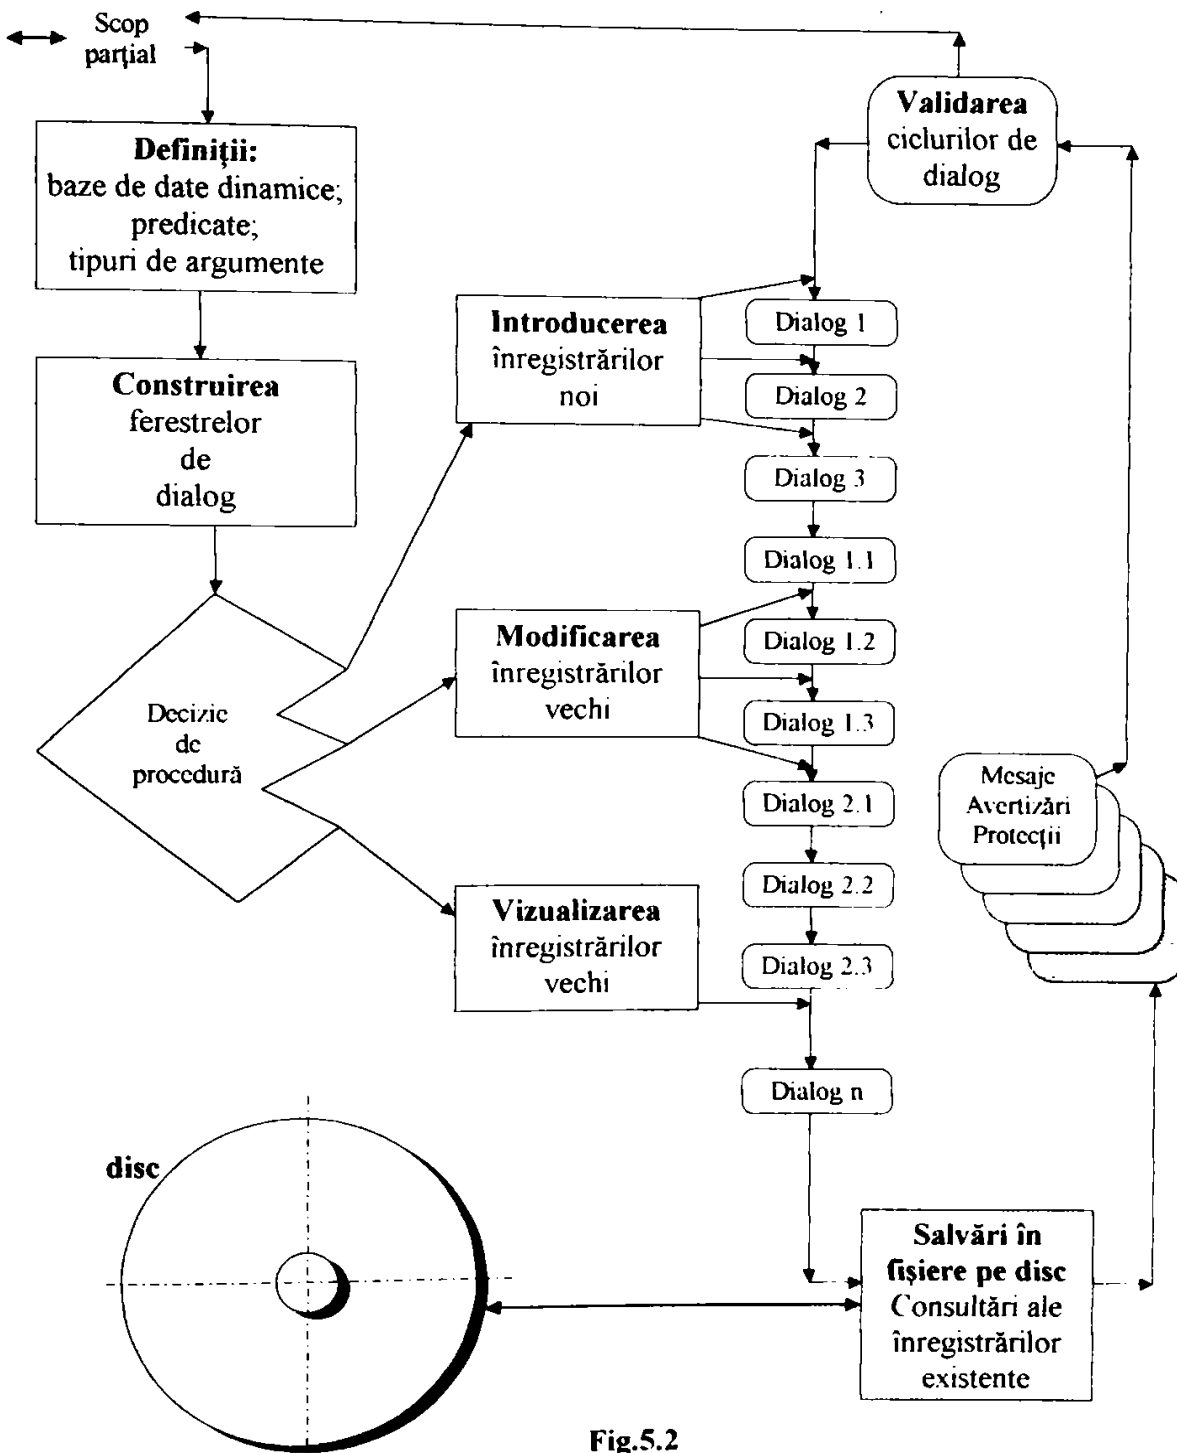 Scop
parțial
Validarea
ciclurilor de
dialog
Definiții:
baze de date dinamice;
predicate;
tipuri de argumente
Introducerea
înregistrărilor
noi
Dialog 1
Dialog 2
Dialog 3
Construirea
ferestrelor
de
dialog
Dialog 1.1
Modificarea
înregistrărilor
vechi
Dialog 1.2
Dialog 1.3
Decizie
de
procedură
Dialog 2.1
Mesaje
Avertizări
Protecții
Vizualizarea
înregistrărilor
vechi
Dialog 2.2
Dialog 2.3
Dialog n
disc
Salvări în
fișiere pe disc
Consultări ale
înregistrărilor
existente
Fig.5.2